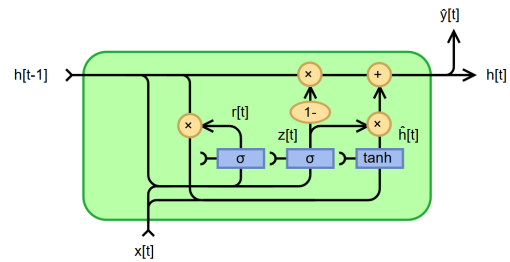 ŷ[t]
h[t-1]
×
+
h[t]
r[t]
1-
×
z[t]
×
ĥ[t]
σ
σ
tanh
x[t]